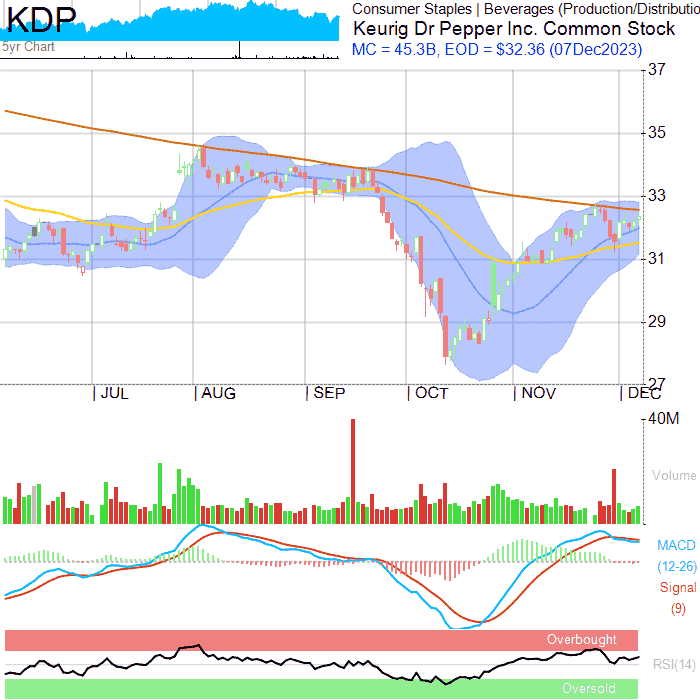 KDP
Consumer Staples | Beverages (Production/Distributio
Keurig Dr Pepper Inc. Common Stock
MC = 45.3B, EOD = $32.36 (07Dec2023)
5yr Chart
37
35
33
31
29
27
JUL AUG SEP OCT NOV DEC
40M
Volume
MACD
(12-26)
Signal
(9)
Overbought
RSI(14)
Oversold